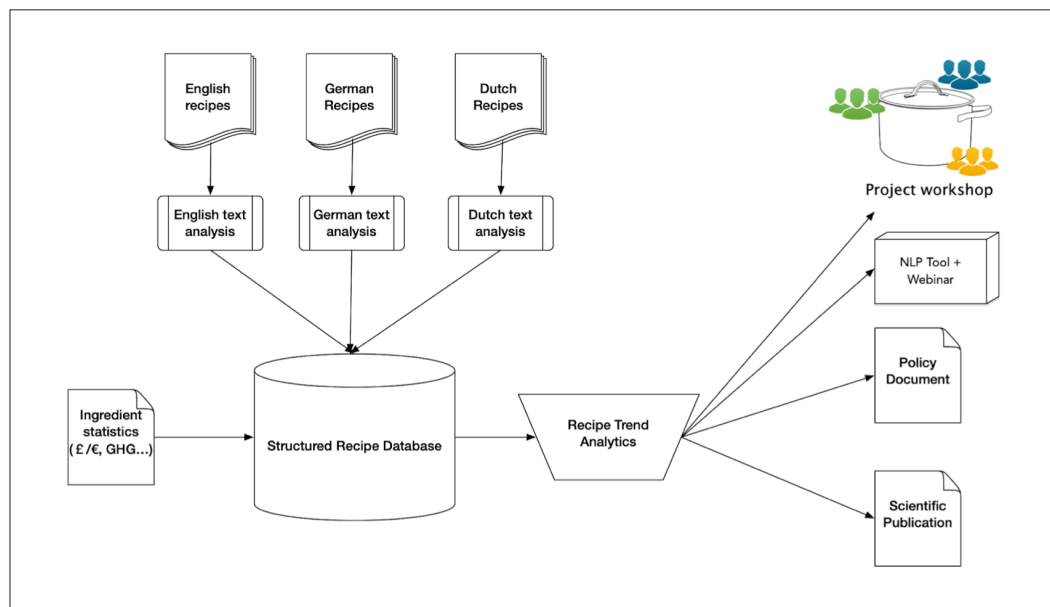 English
recipes
German
Recipes
Dutch
Recipes
English text
analysis
German text
analysis
Dutch text
analysis
Project workshop
NLP Tool +
Webinar
Policy
Document
Ingredient
statistics
(£/€, GHG...)
Structured Recipe Database
Recipe Trend
Analytics
Scientific
Publication